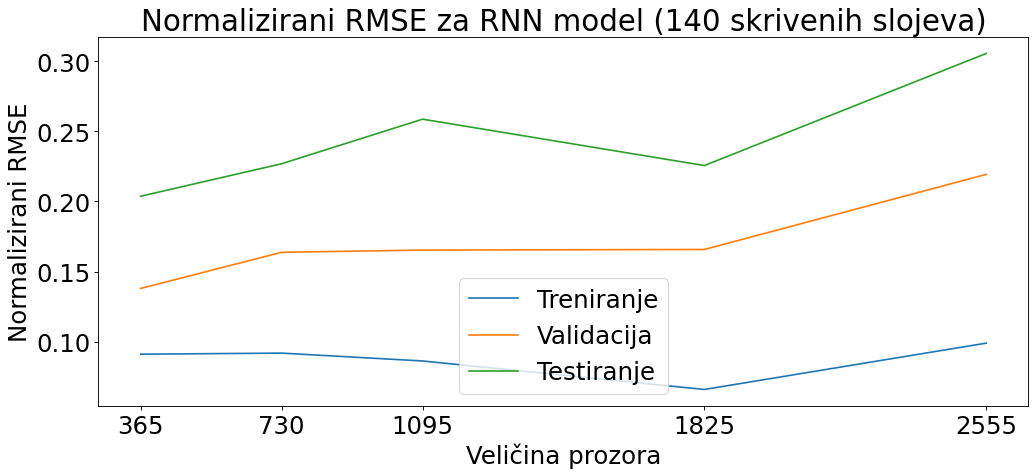 Normalizirani RMSE za RNN model (140 skrivenih slojeva)
Normalizirani RMSE
0.30
0.25
0.20
0.15
0.10
Treniranje
Validacija
Testiranje
365 730 1095 1825 2555
Veličina prozora